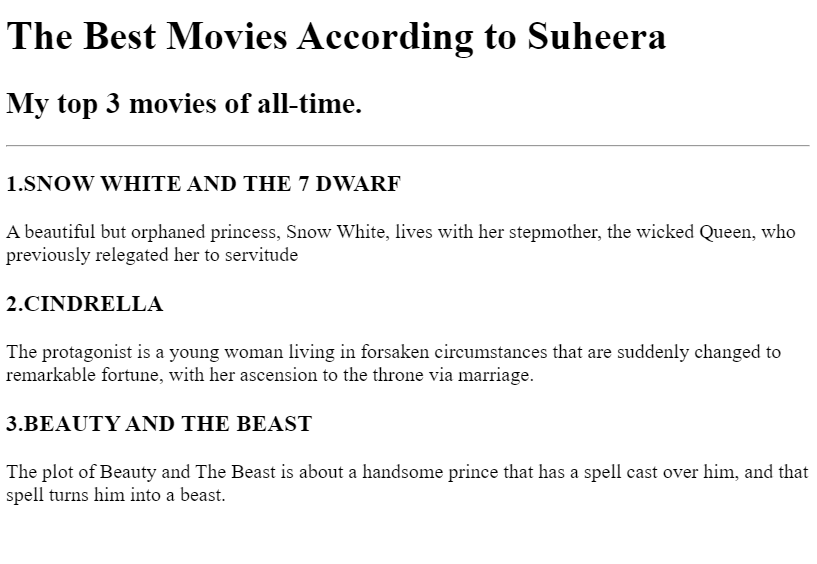 The Best Movies According to Suheera
My top 3 movies of all-time.
1.SNOW WHITE AND THE 7 DWARF
A beautiful but orphaned princess, Snow White, lives with her stepmother, the wicked Queen, who
previously relegated her to servitude
2.CINDRELLA
The protagonist is a young woman living in forsaken circumstances that are suddenly changed to
remarkable fortune, with her ascension to the throne via marriage.
3.BEAUTY AND THE BEAST
The plot of Beauty and The Beast is about a handsome prince that has a spell cast over him, and that
spell turns him into a beast.